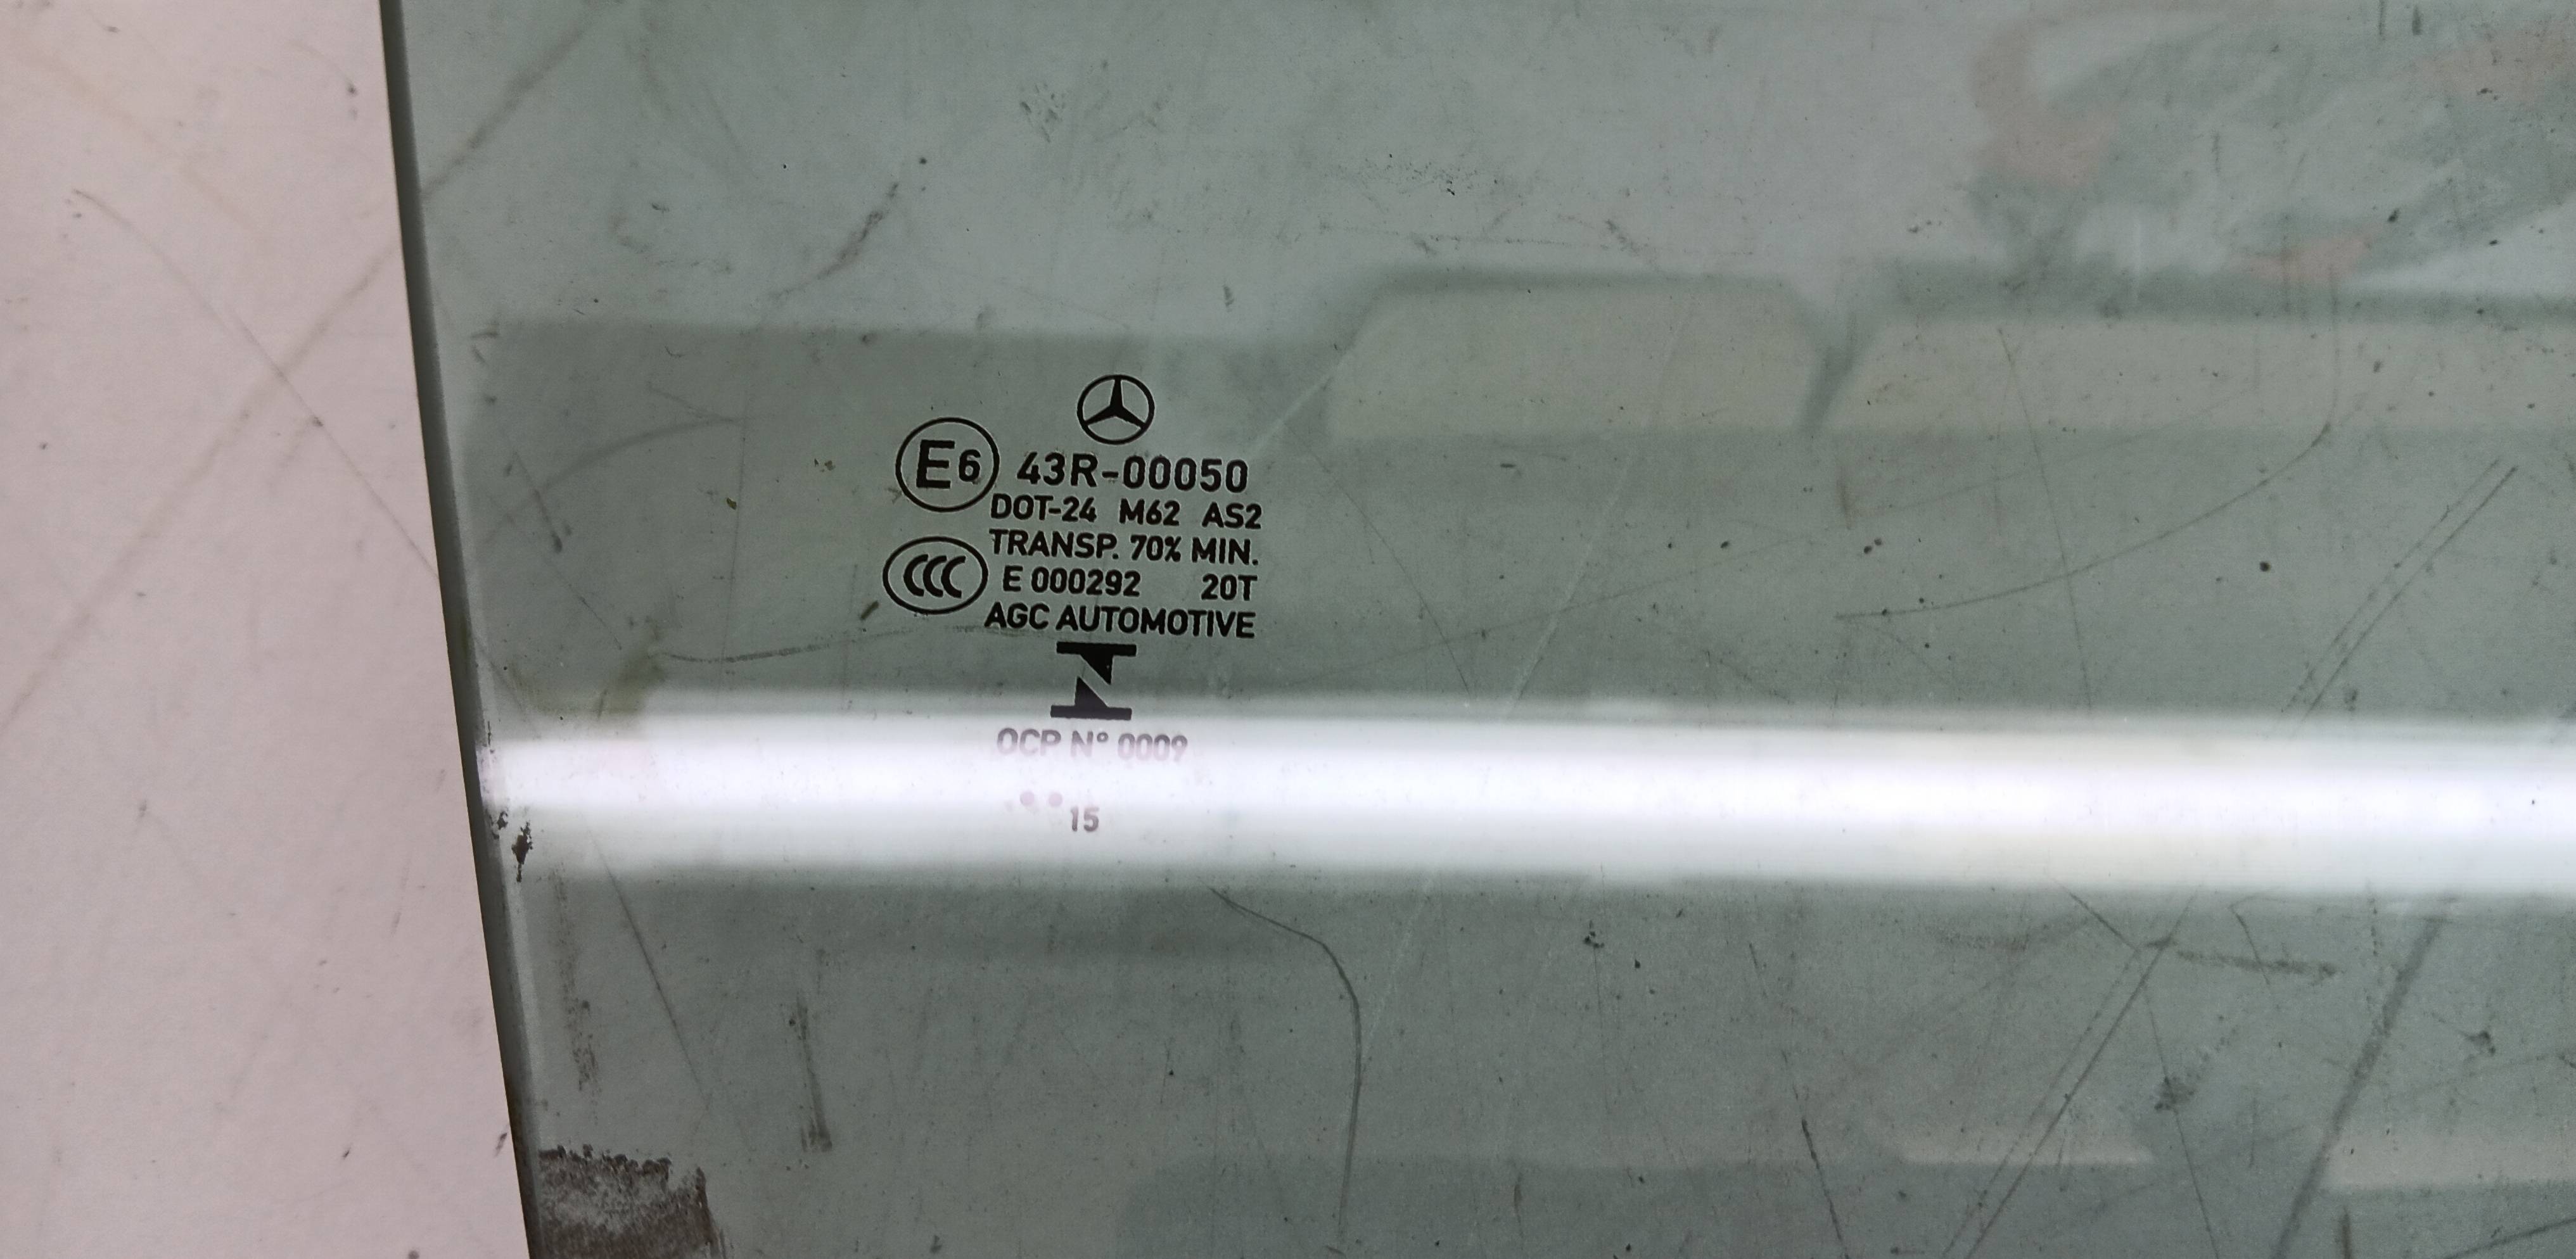 E6 43R-00050
DOT-24 M62 AS2
TRANSP. 70% MIN.
CCC E 000292 20T
AGC AUTOMOTIVE
OCP N° 0009
15